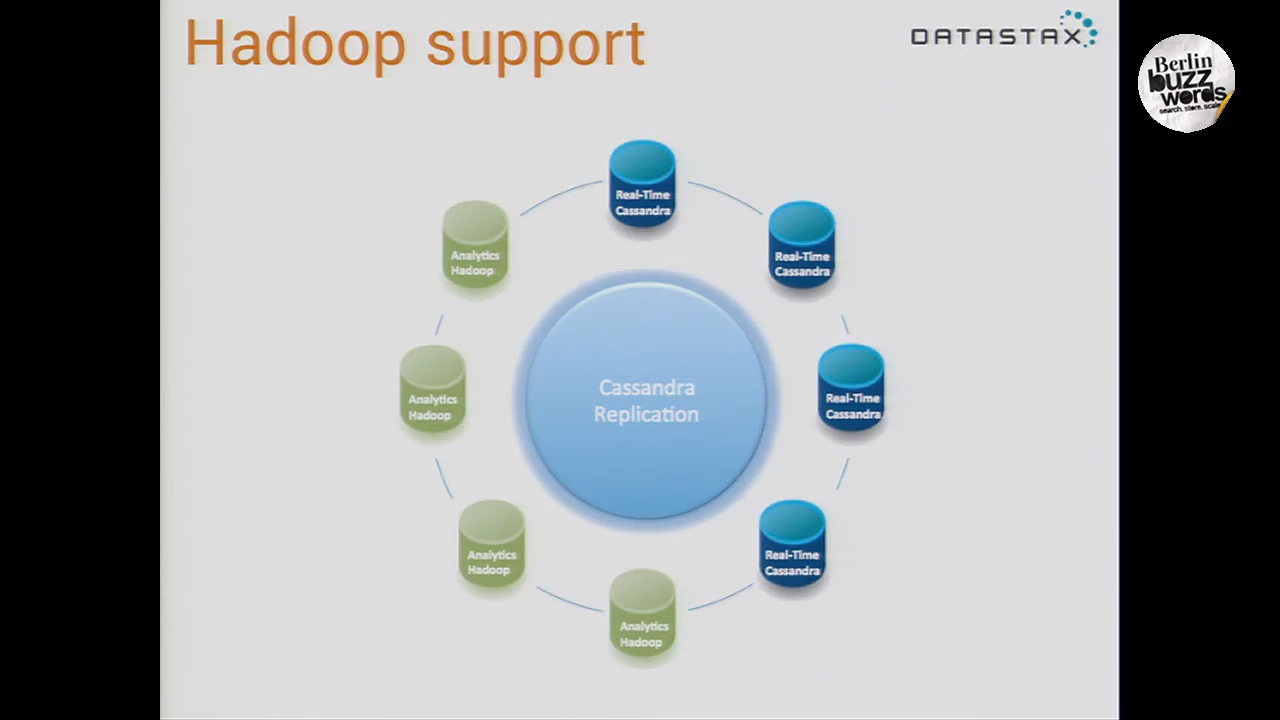 Hadoop support
DATASTAX
Berlin
buzz
words
search. store. scale
Real-Time
Cassandra
Real-Time
Cassandra
Real-Time
Cassandra
Real-Time
Cassandra
Analytics
Hadoop
Analytics
Hadoop
Analytics
Hadoop
Analytics
Hadoop
Cassandra
Replication